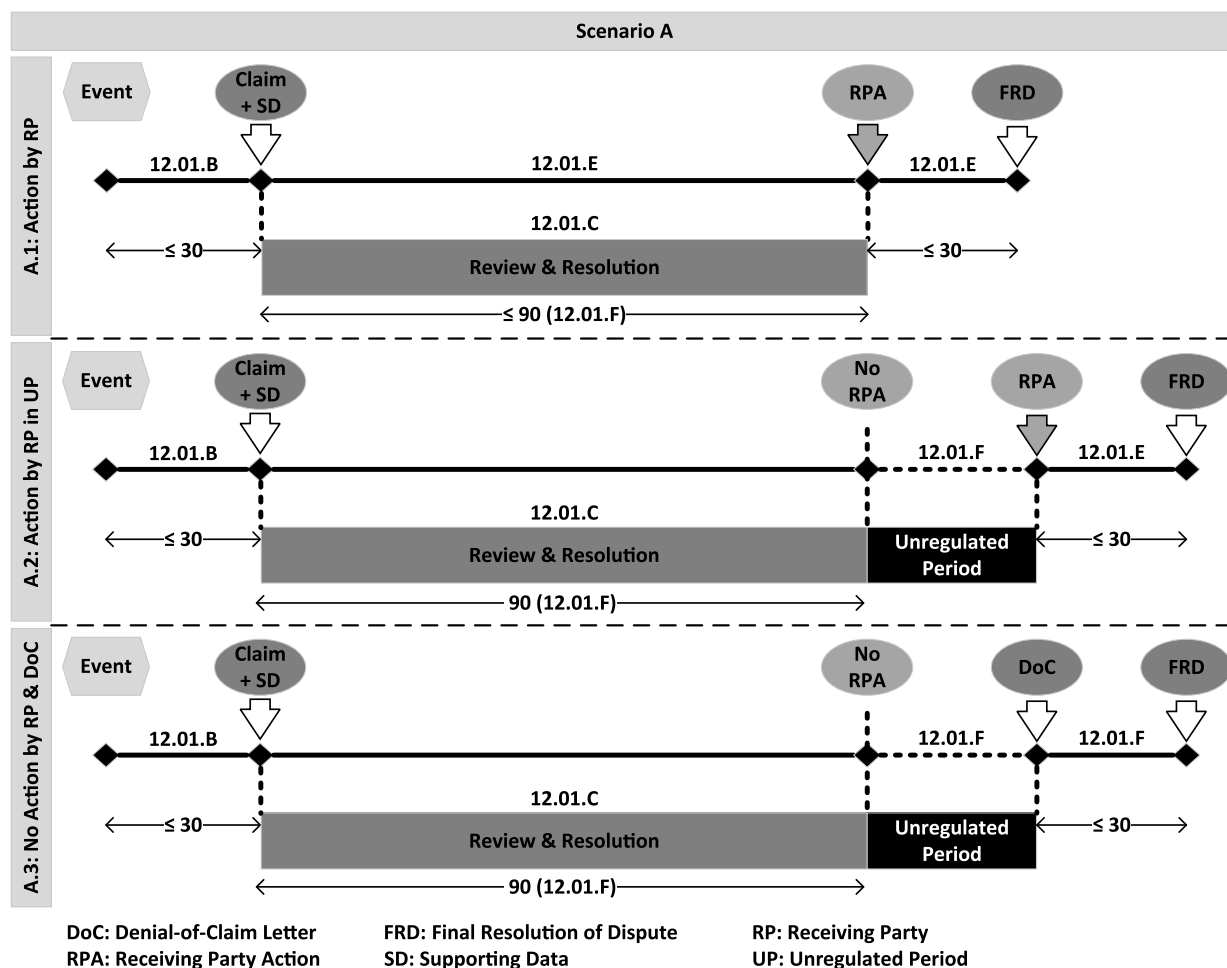 Scenario A
A.1: Action by RP
Event
Claim
+ SD
RPA
FRD
12.01.B
12.01.E
12.01.E
12.01.C
≤ 30
Review & Resolution
≤ 30
≤ 90 (12.01.F)
A.2: Action by RP in UP
Event
Claim
+ SD
No
RPA
RPA
FRD
12.01.B
12.01.F
12.01.E
12.01.C
≤ 30
Review & Resolution
Unregulated
Period
≤ 30
90 (12.01.F)
A.3: No Action by RP & DoC
Event
Claim
+ SD
No
RPA
DoC
FRD
12.01.B
12.01.F
12.01.F
12.01.C
≤ 30
Review & Resolution
Unregulated
Period
≤ 30
90 (12.01.F)
DoC: Denial-of-Claim Letter
FRD: Final Resolution of Dispute
RP: Receiving Party
RPA: Receiving Party Action
SD: Supporting Data
UP: Unregulated Period